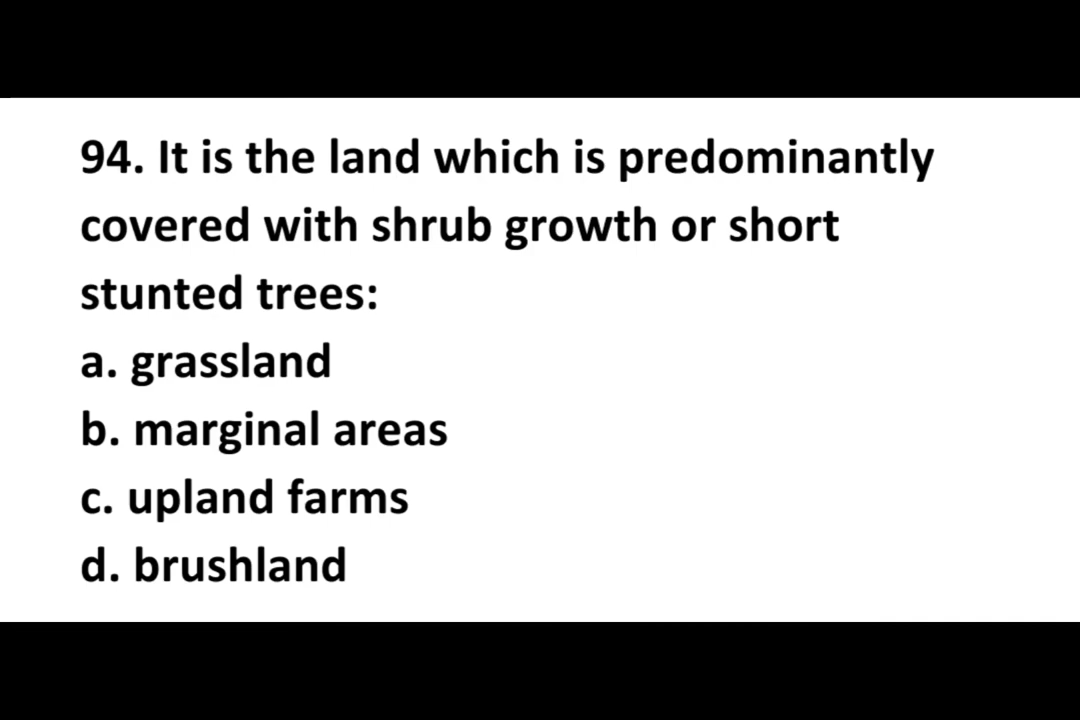 94. It is the land which is predominantly
covered with shrub growth or short
stunted trees:
a. grassland
b. marginal areas
c. upland farms
d. brushland